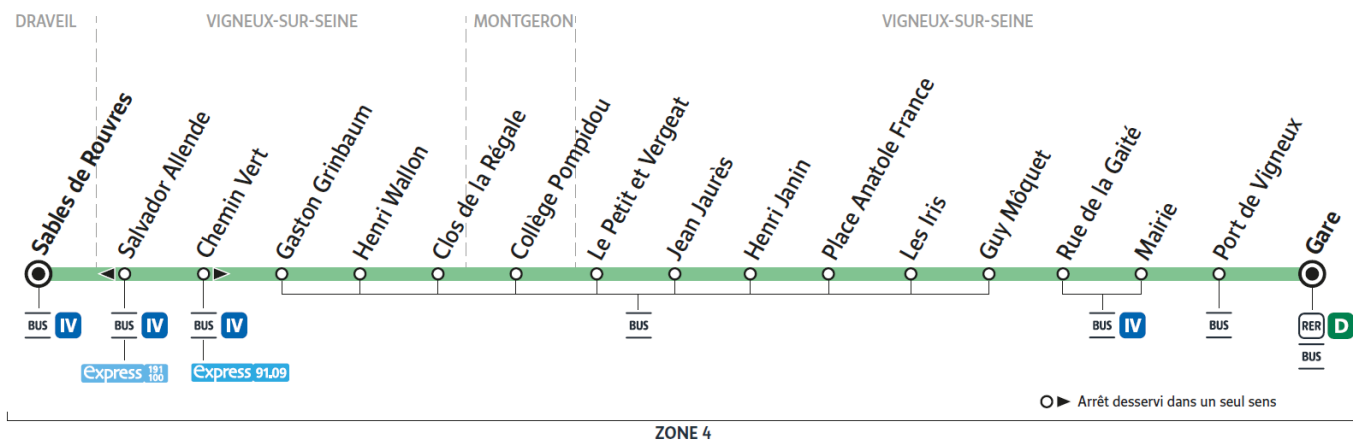 DRAVEIL
VIGNEUX-SUR-SEINE
MONTGERON
VIGNEUX-SUR-SEINE
Sables de Rouvres
Salvador Allende
Chemin Vert
Gaston Grinbaum
Henri Wallon
Clos de la Régale
Collège Pompidou
Le Petit et Vergeat
Jean Jaurès
Henri Janin
Place Anatole France
Les Iris
Guy Môquet
Rue de la Gaité
Mairie
Port de Vigneux
Gare
BUS IV
BUS IV
BUS IV
BUS
BUS IV
BUS
RER D
BUS
express 191 100
express 91.09
Arrêt desservi dans un seul sens
ZONE 4